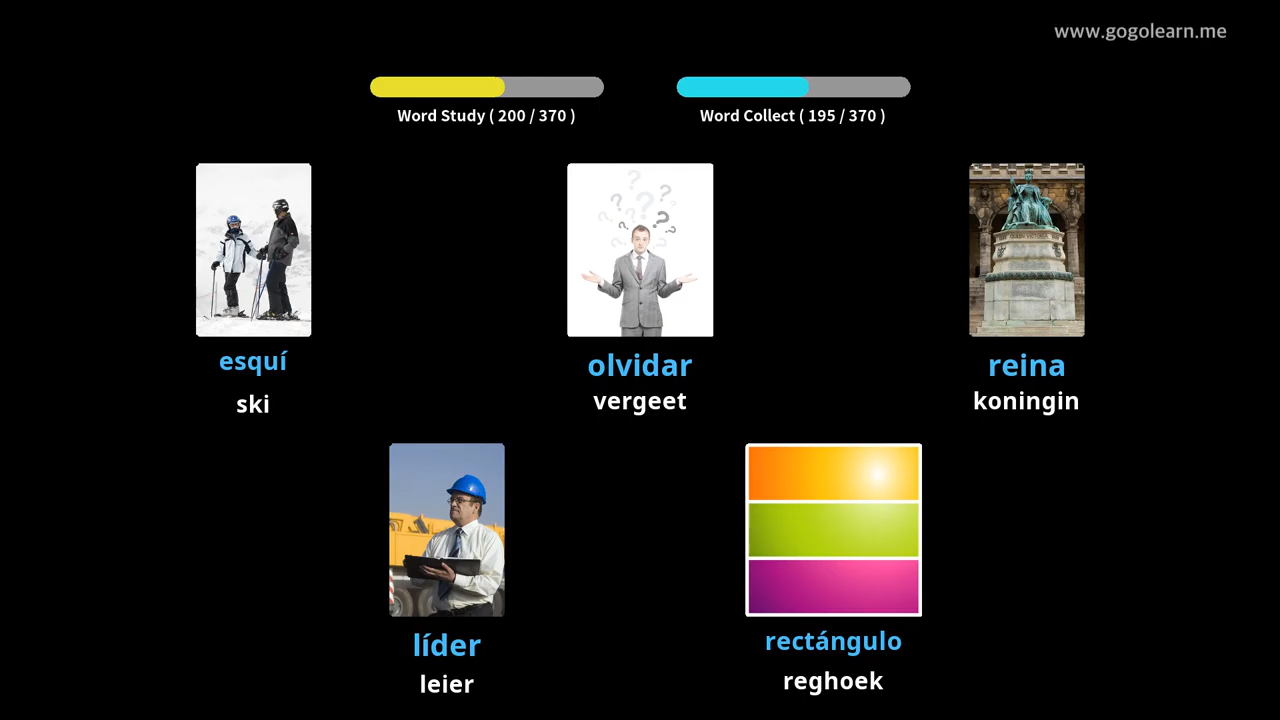 www.gogolearn.me
Word Study ( 200 / 370 )
Word Collect ( 195 / 370 )
esquí
ski
olvidar
vergeet
reina
koningin
líder
leier
rectángulo
reghoek